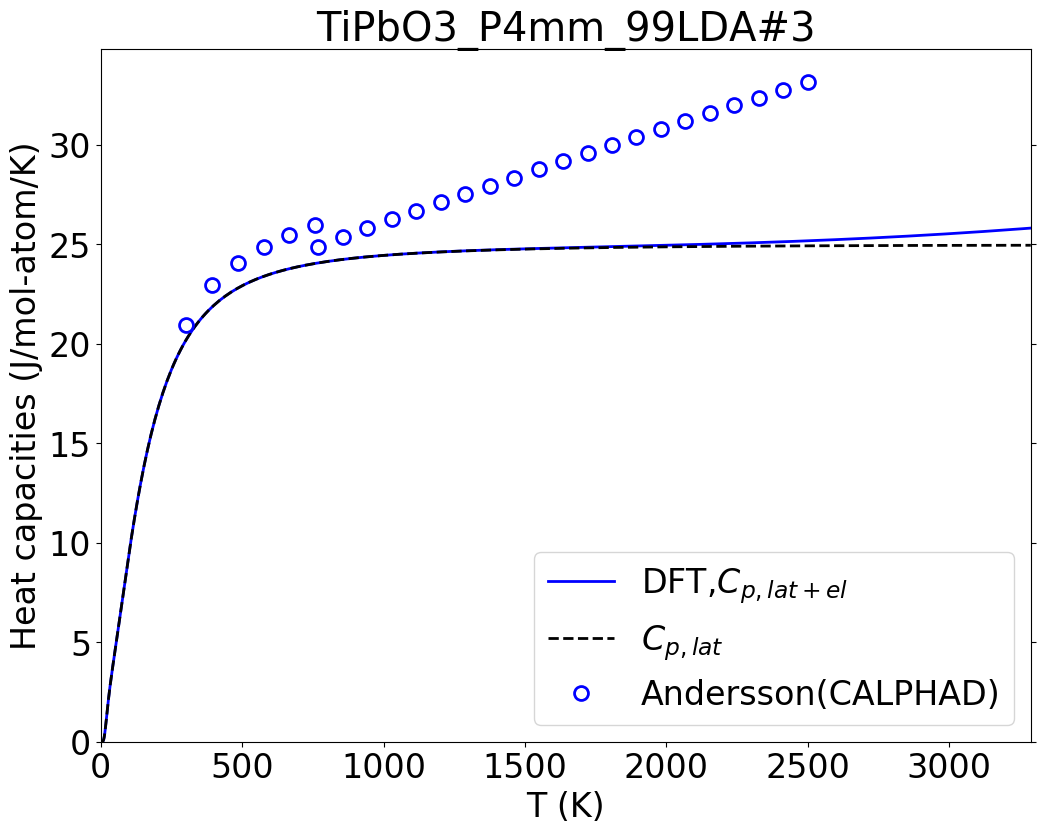 TiPbO3_P4mm_99LDA#3
Heat capacities (J/mol-atom/K)
30
25
20
15
10
5
0
0 500 1000 1500 2000 2500 3000
T (K)
DFT,C_{p, lat + el}
C_{p, lat}
Andersson(CALPHAD)